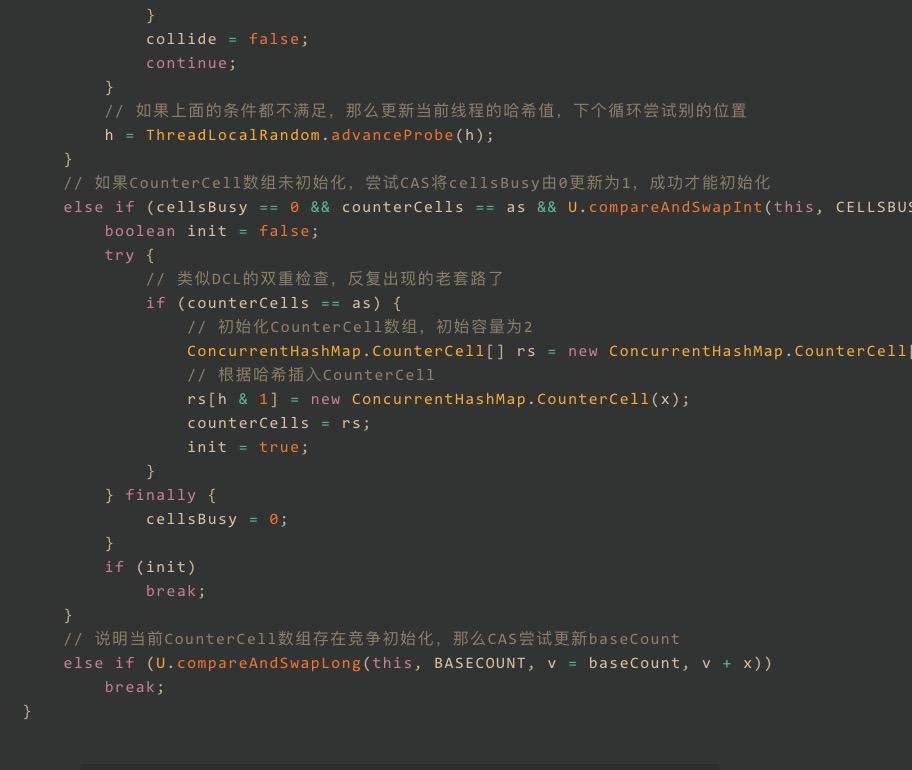 }
collide = false;
continue;
}
// 如果上面的条件都不满足，那么更新当前线程的哈希值，下个循环尝试别的位置
h = ThreadLocalRandom.advanceProbe(h);
}
// 如果CounterCell数组未初始化，尝试CAS将cellsBusy由0更新为1，成功才能初始化
else if (cellsBusy == 0 && counterCells == as && U.compareAndSwapInt(this, CELLSBUS
boolean init = false;
try {
// 类似DCL的双重检查，反复出现的老套路了
if (counterCells == as) {
// 初始化CounterCell数组，初始容量为2
ConcurrentHashMap.CounterCell[] rs = new ConcurrentHashMap.CounterCell[
// 根据哈希插入CounterCell
rs[h & 1] = new ConcurrentHashMap.CounterCell(x);
counterCells = rs;
init = true;
}
} finally {
cellsBusy = 0;
}
if (init)
break;
}
// 说明当前CounterCell数组存在竞争初始化，那么CAS尝试更新baseCount
else if (U.compareAndSwapLong(this, BASECOUNT, v = baseCount, v + x))
break;
}